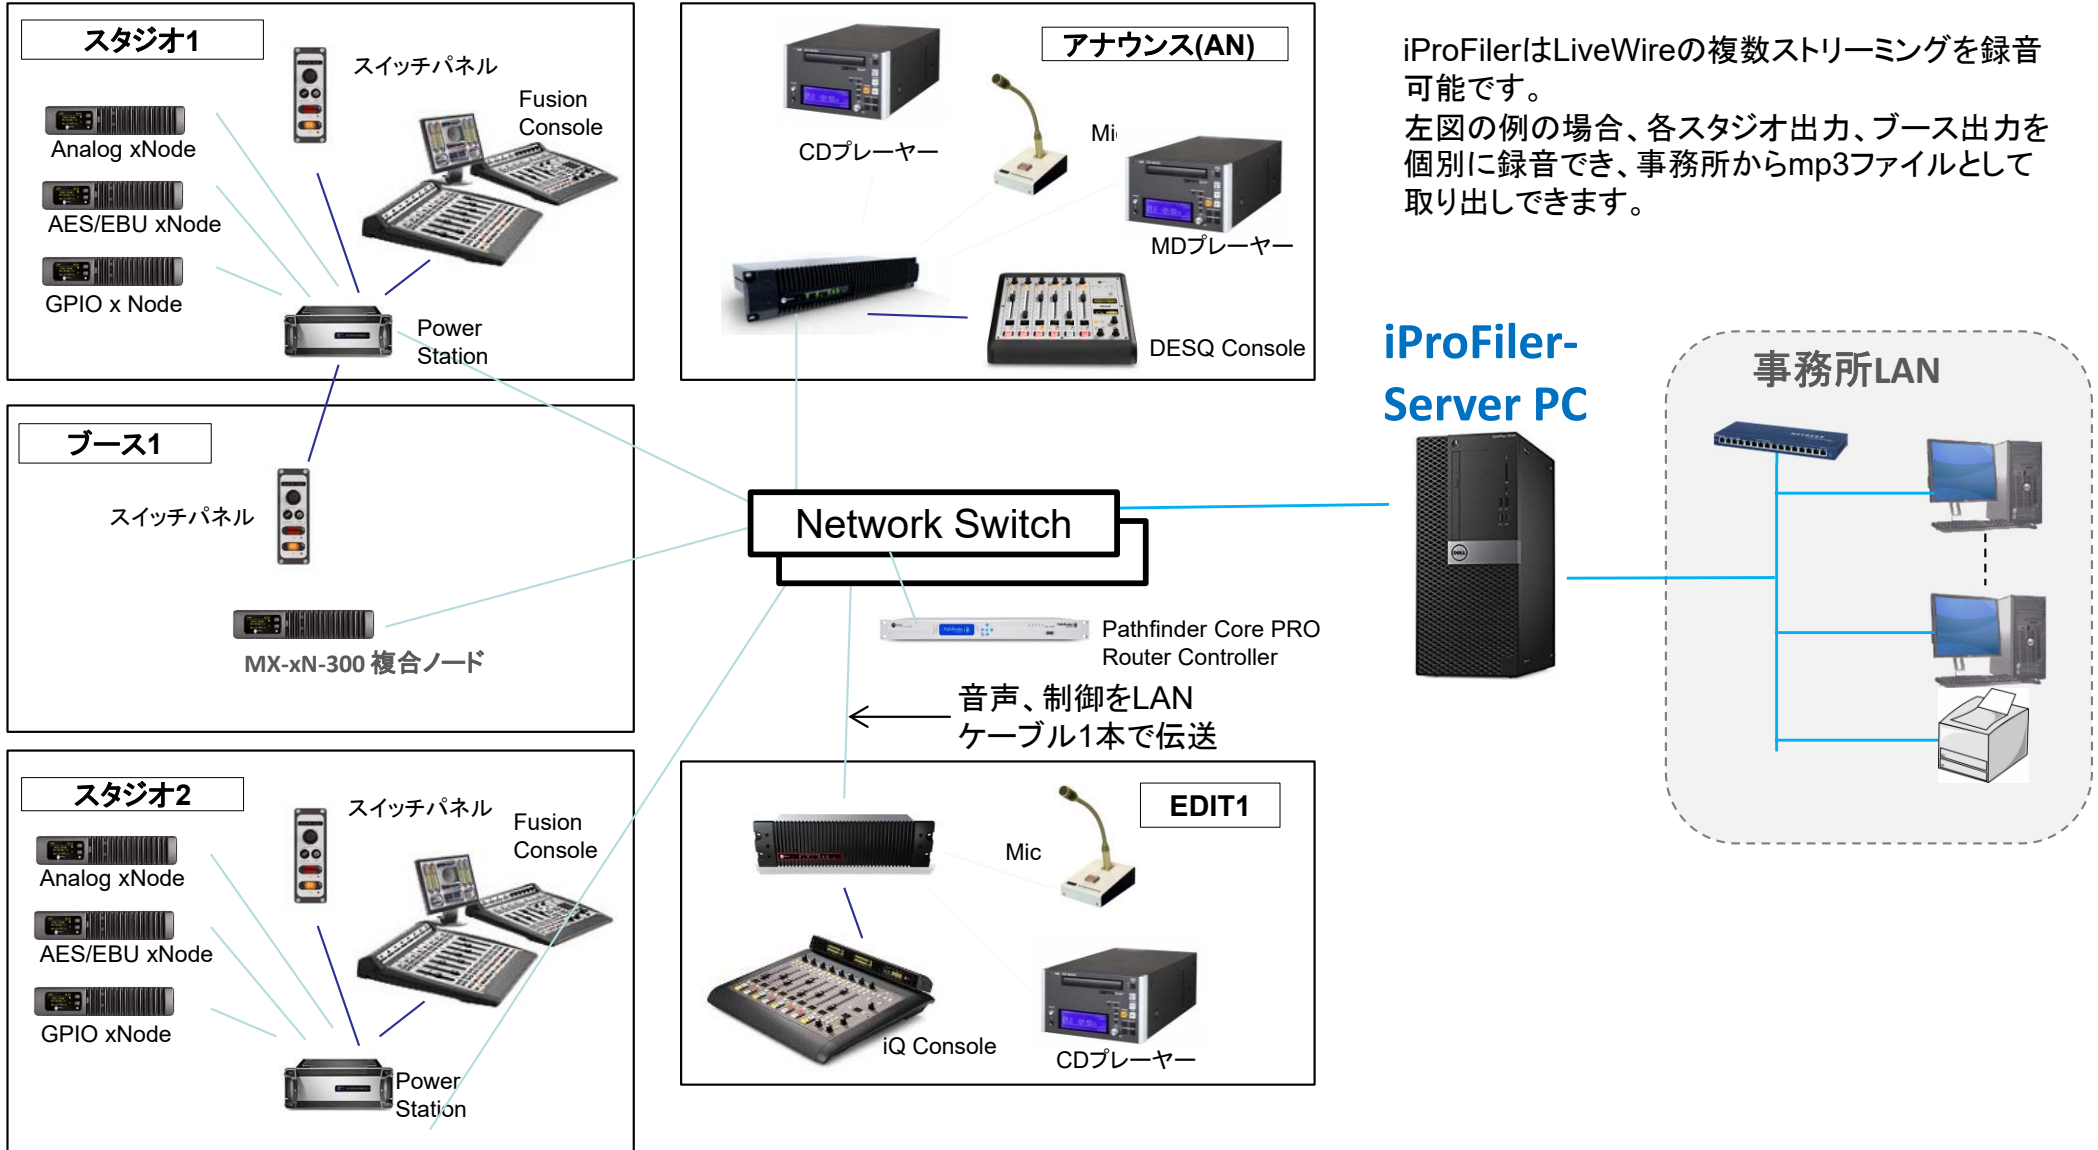 スタジオ1
スイッチパネル
Fusion
Console
Analog xNode
AES/EBU xNode
GPIO x Node
Power
Station
アナウンス(AN)
CDプレーヤー
MDプレーヤー
DESQ Console
iProFilerはLiveWireの複数ストリーミングを録音
可能です。
左図の例の場合、各スタジオ出力、ブース出力を
個別に録音でき、事務所からmp3ファイルとして
取り出しできます。
ブース1
スイッチパネル
MX-xN-300 複合ノード
Network Switch
Pathfinder Core PRO
Router Controller
音声、制御をLAN
ケーブル1本で伝送
iProFiler-
Server PC
DELL
事務所LAN
スタジオ2
スイッチパネル
Fusion
Console
Analog xNode
AES/EBU xNode
GPIO xNode
Power
Station
EDIT1
Mic
iQ Console
CDプレーヤー